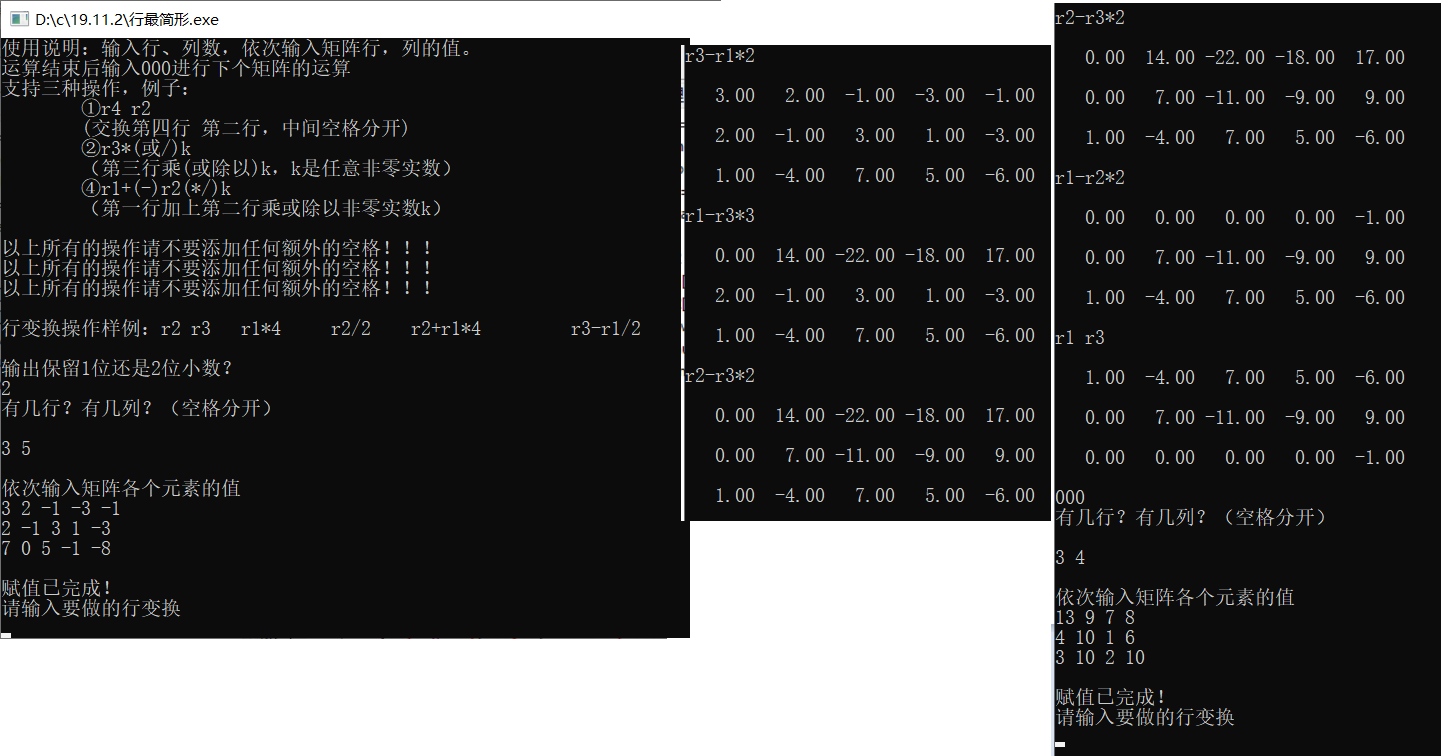 D:\c\19.11.2\行最简形.exe
使用说明：输入行、列数，依次输入矩阵行，列的值。
运算结束后输入000进行下个矩阵的运算
支持三种操作，例子：
①r4 r2
(交换第四行 第二行，中间空格分开)
②r3*(或/)k
（第三行乘(或除以)k，k是任意非零实数）
④r1+(-)r2(*/)k
（第一行加上第二行乘或除以非零实数k）
以上所有的操作请不要添加任何额外的空格！！！
以上所有的操作请不要添加任何额外的空格！！！
以上所有的操作请不要添加任何额外的空格！！！
行变换操作样例：r2 r3 r1*4 r2/2 r2+r1*4 r3-r1/2
输出保留1位还是2位小数？
2
有几行？有几列？（空格分开）
3 5
依次输入矩阵各个元素的值
3 2 -1 -3 -1
2 -1 3 1 -3
7 0 5 -1 -8
赋值已完成！
请输入要做的行变换
r3-r1*2
3.00 2.00 -1.00 -3.00 -1.00
2.00 -1.00 3.00 1.00 -3.00
1.00 -4.00 7.00 5.00 -6.00
r1-r3*3
0.00 14.00 -22.00 -18.00 17.00
2.00 -1.00 3.00 1.00 -3.00
1.00 -4.00 7.00 5.00 -6.00
r2-r3*2
0.00 14.00 -22.00 -18.00 17.00
0.00 7.00 -11.00 -9.00 9.00
1.00 -4.00 7.00 5.00 -6.00
r2-r3*2
0.00 14.00 -22.00 -18.00 17.00
0.00 7.00 -11.00 -9.00 9.00
1.00 -4.00 7.00 5.00 -6.00
r1-r2*2
0.00 0.00 0.00 0.00 -1.00
0.00 7.00 -11.00 -9.00 9.00
1.00 -4.00 7.00 5.00 -6.00
r1 r3
1.00 -4.00 7.00 5.00 -6.00
0.00 7.00 -11.00 -9.00 9.00
0.00 0.00 0.00 0.00 -1.00
000
有几行？有几列？（空格分开）
3 4
依次输入矩阵各个元素的值
13 9 7 8
4 10 1 6
3 10 2 10
赋值已完成！
请输入要做的行变换